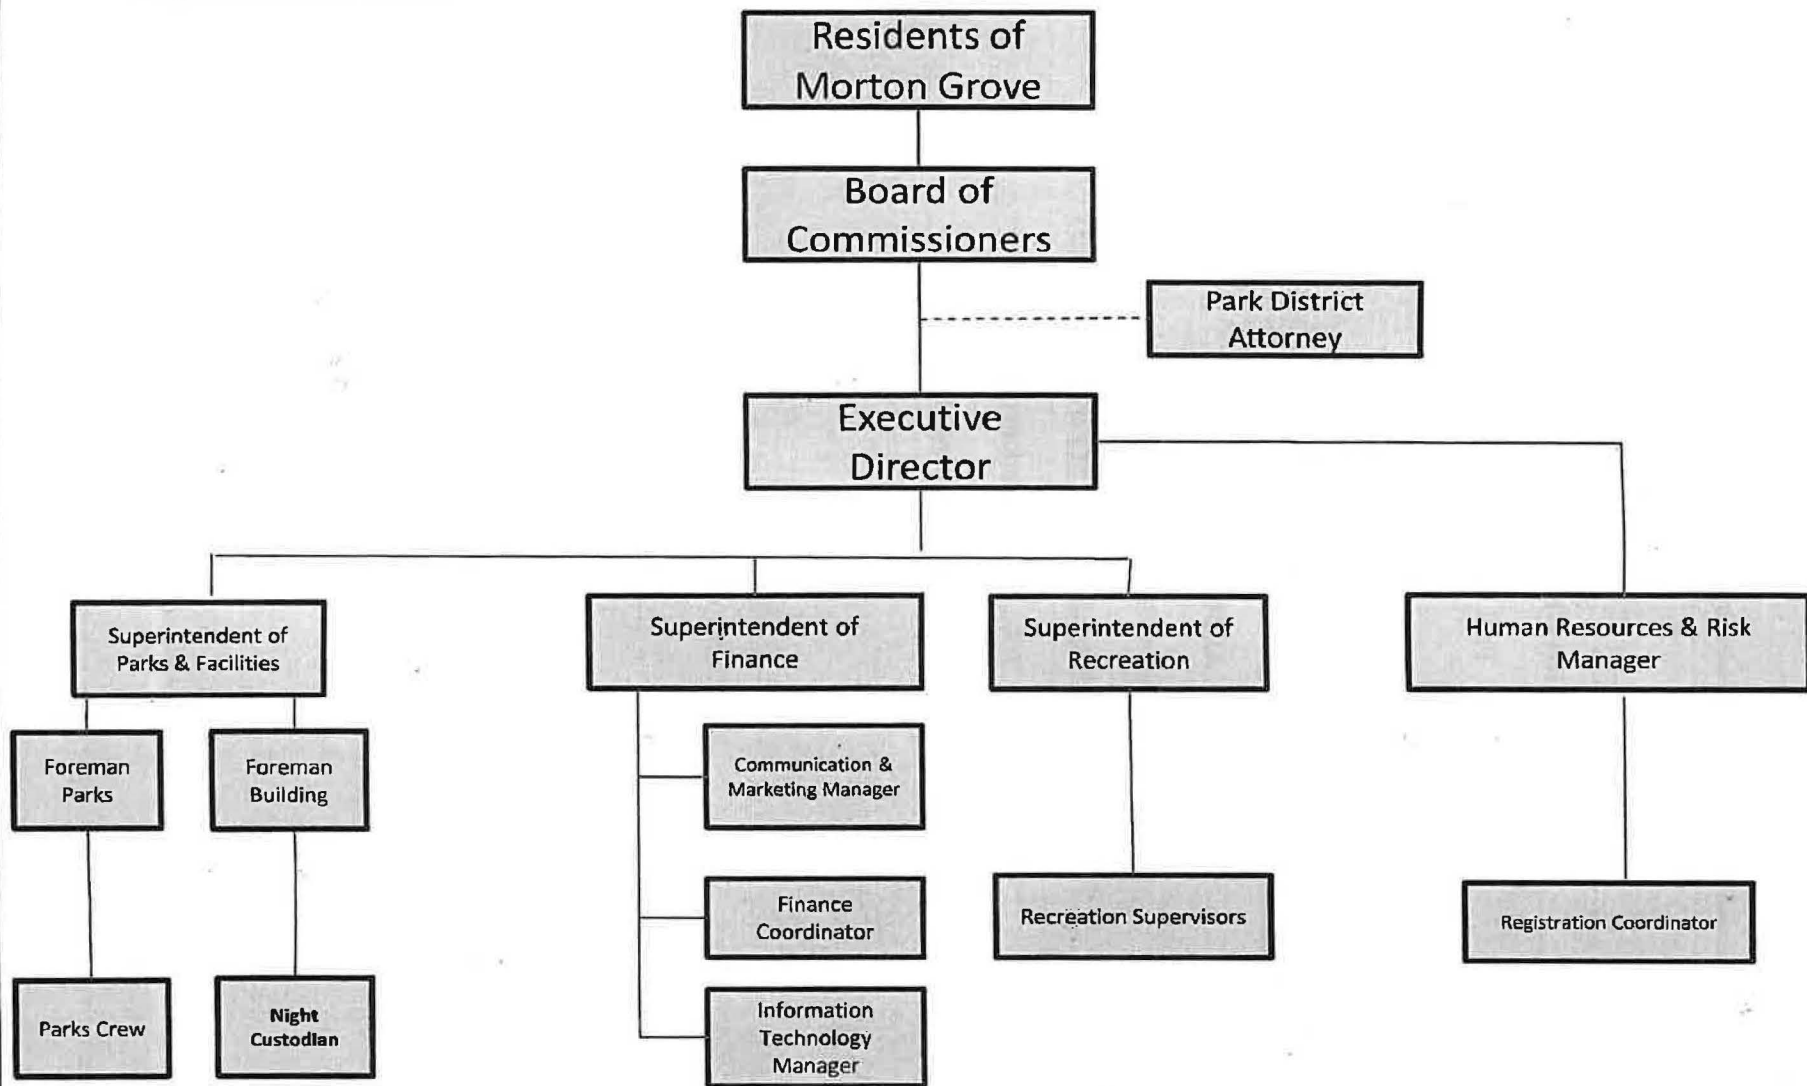 Residents of
Morton Grove
Board of
Commissioners
Park District
Attorney
Executive
Director
Superintendent of
Parks & Facilities
Superintendent of
Finance
Superintendent of
Recreation
Human Resources & Risk
Manager
Foreman
Parks
Foreman
Building
Communication &
Marketing Manager
Finance
Coordinator
Recreation Supervisors
Registration Coordinator
Parks Crew
Night
Custodian
Information
Technology
Manager